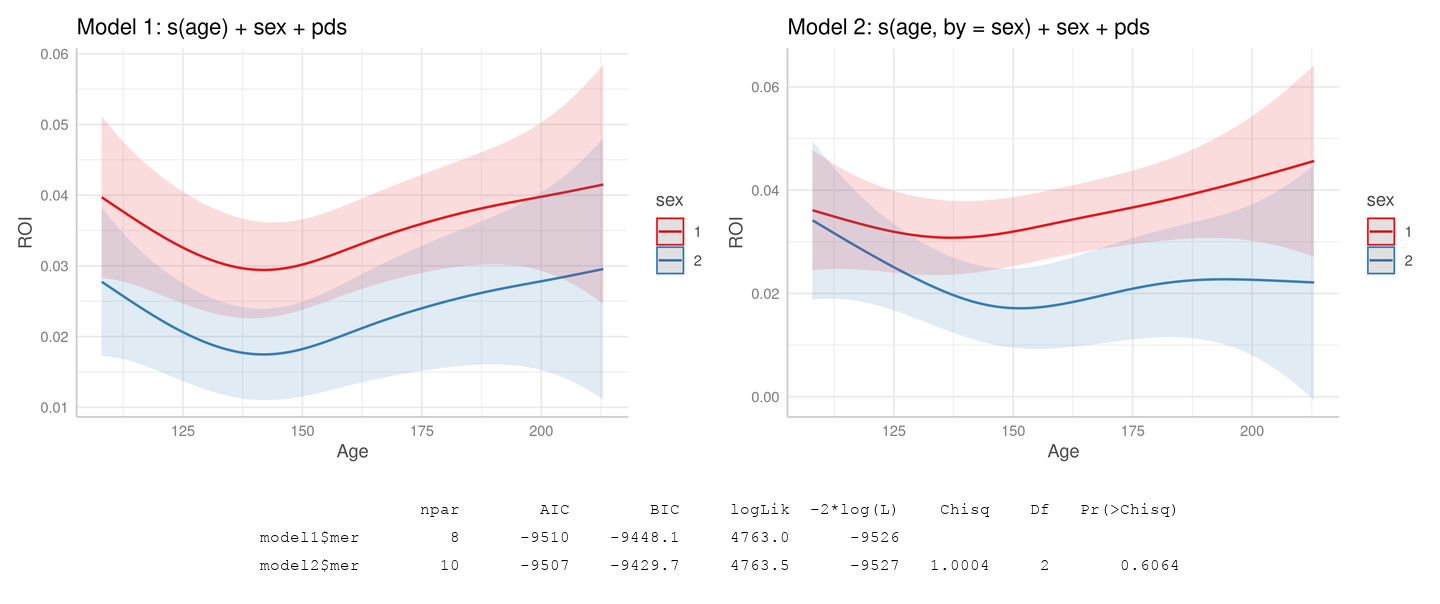 Model 1: s(age) + sex + pds
0.06
0.05
0.04
0.03
0.02
0.01
ROI
125 150 175 200
Age
sex
1
2
Model 2: s(age, by = sex) + sex + pds
0.06
0.04
0.02
0.00
ROI
125 150 175 200
Age
sex
1
2
npar AIC BIC logLik -2*log(L) Chisq Df Pr(>Chisq)
model1$mer 8 -9510 -9448.1 4763.0 -9526
model2$mer 10 -9507 -9429.7 4763.5 -9527 1.0004 2 0.6064